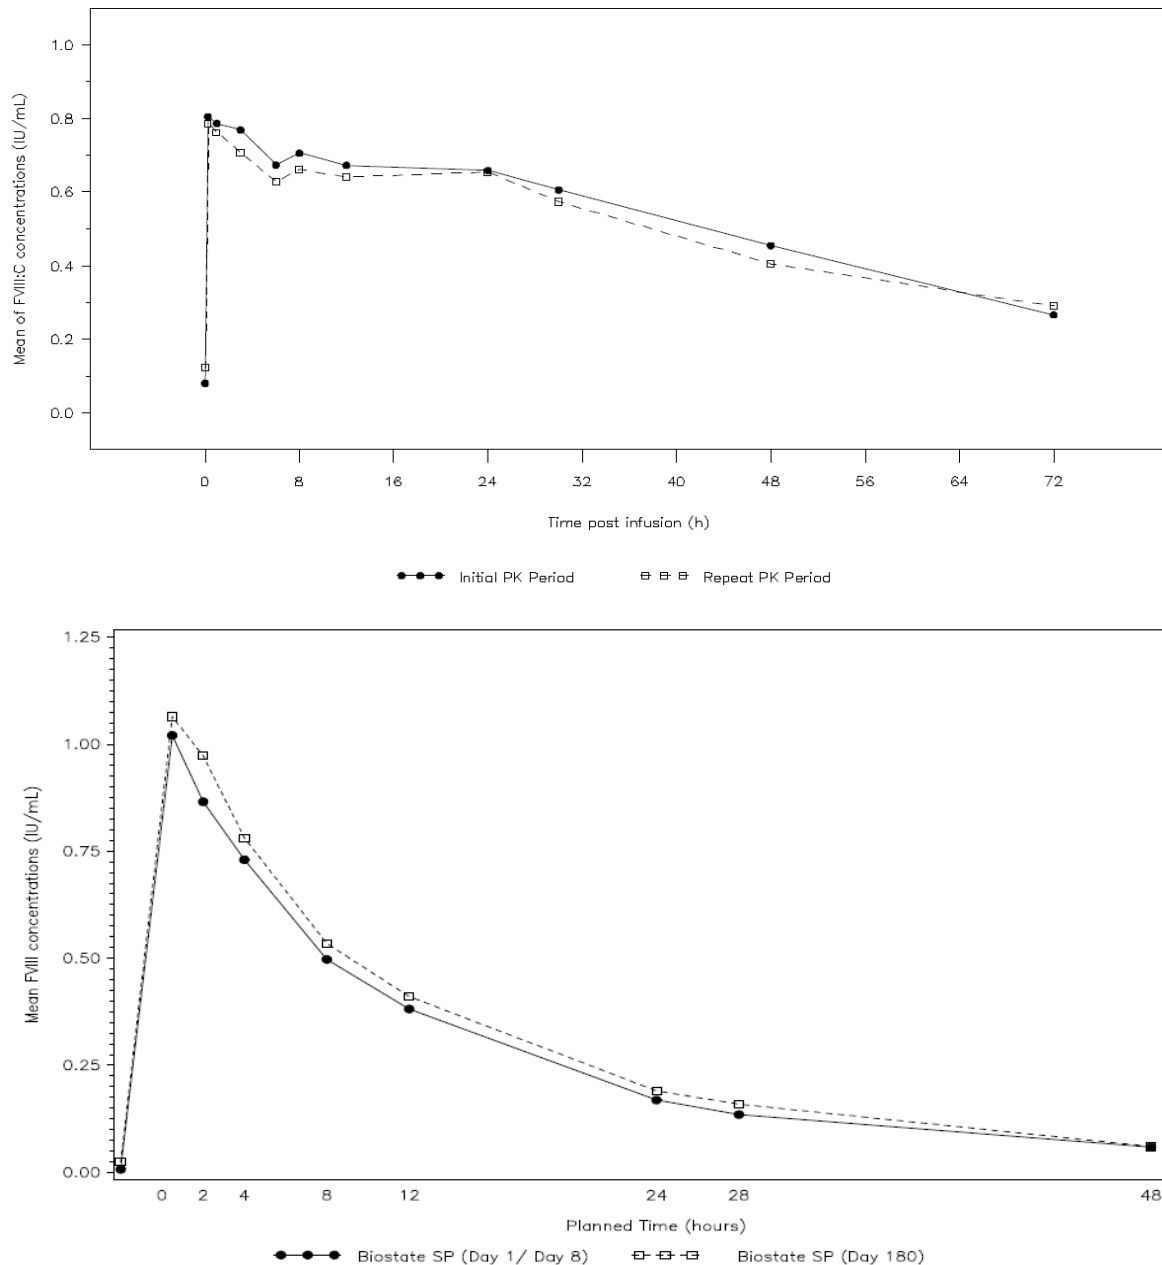 1.0
0.8
0.6
0.4
0.2
0.0
Mean of FVIII:C concentrations (IU/mL)
0 8 16 24 32 40 48 56 64 72
Time post infusion (h)
Initial PK Period Repeat PK Period
1.25
1.00
0.75
0.50
0.25
0.00
Mean FVIII concentrations (IU/mL)
0 2 4 8 12 24 28 48
Planned Time (hours)
Biostate SP (Day 1/ Day 8) Biostate SP (Day 180)